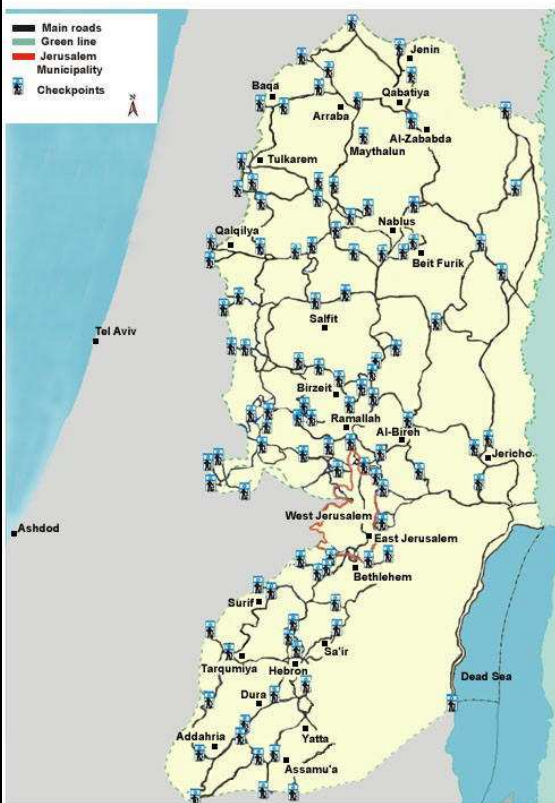 Main roads
Green line
Jerusalem
Municipality
Checkpoints
N
Jenin
Baqa
Qabatiya
Arraba
Al-Zababda
Maythalun
Tulkarem
Nablus
Qalqilya
Beit Furik
Salfit
Tel Aviv
Birzeit
Ramallah
Al-Bireh
Jericho
West Jerusalem
Ashdod
East Jerusalem
Bethlehem
Surif
Sa'ir
Tarqumiya
Hebron
Dead Sea
Dura
Yatta
Addahria
Assamu'a